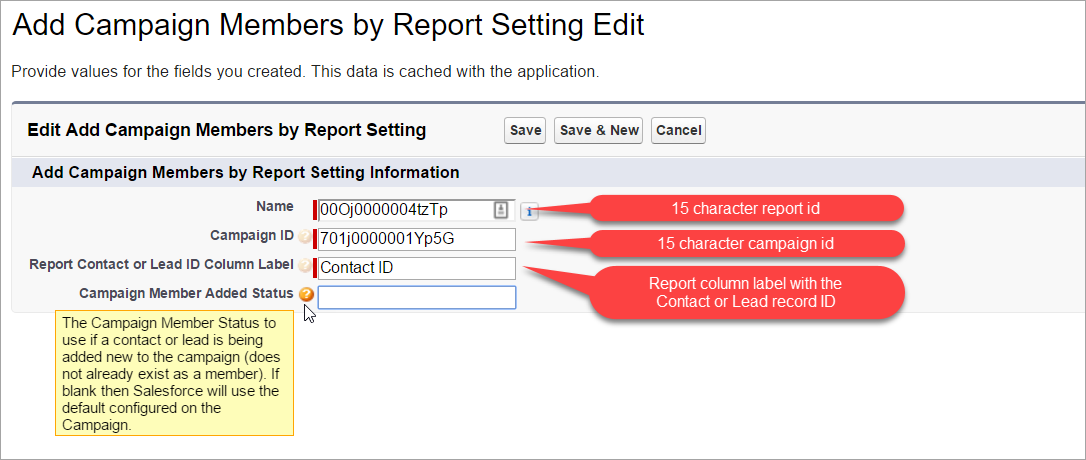 Add Campaign Members by Report Setting Edit
Provide values for the fields you created. This data is cached with the application.
Edit Add Campaign Members by Report Setting
Save
Save & New
Cancel
Add Campaign Members by Report Setting Information
Name
00Oj0000004tzTp
i
15 character report id
Campaign ID
?
701j0000001Yp5G
15 character campaign id
Report Contact or Lead ID Column Label
?
Contact ID
Report column label with the
Contact or Lead record ID
Campaign Member Added Status
?
The Campaign Member Status to
use if a contact or lead is being
added new to the campaign (does
not already exist as a member). If
blank then Salesforce will use the
default configured on the
Campaign.